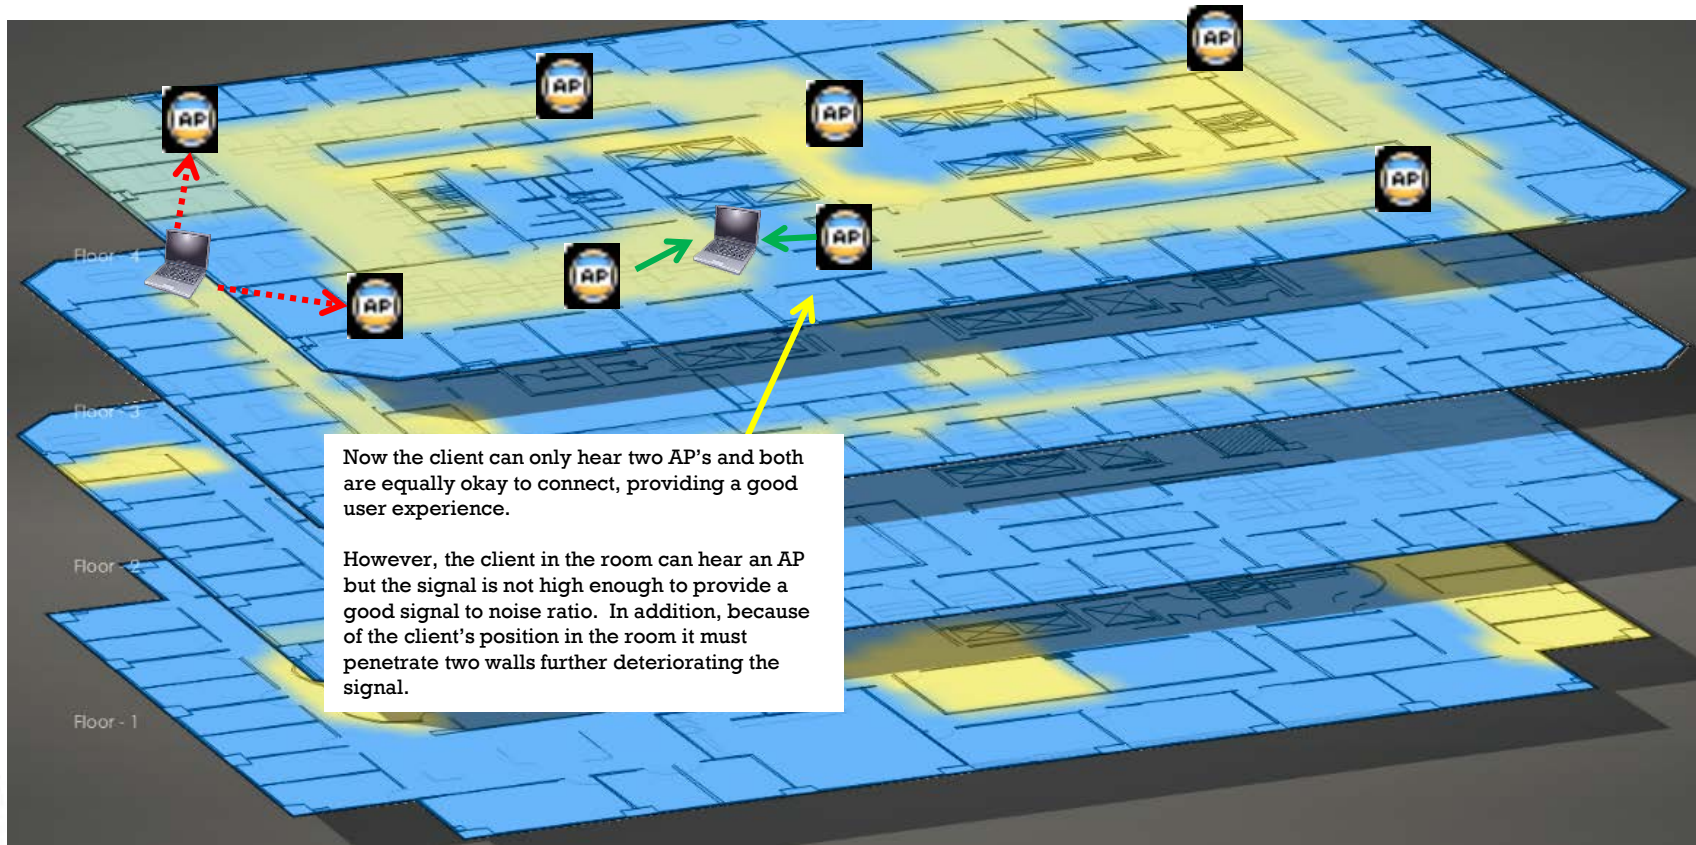 AP
AP
AP
AP
AP
AP
AP
AP
Floor - 4
Floor - 3
Floor - 2
Floor - 1
Now the client can only hear two AP's and both
are equally okay to connect, providing a good
user experience.
However, the client in the room can hear an AP
but the signal is not high enough to provide a
good signal to noise ratio.  In addition, because
of the client's position in the room it must
penetrate two walls further deteriorating the
signal.